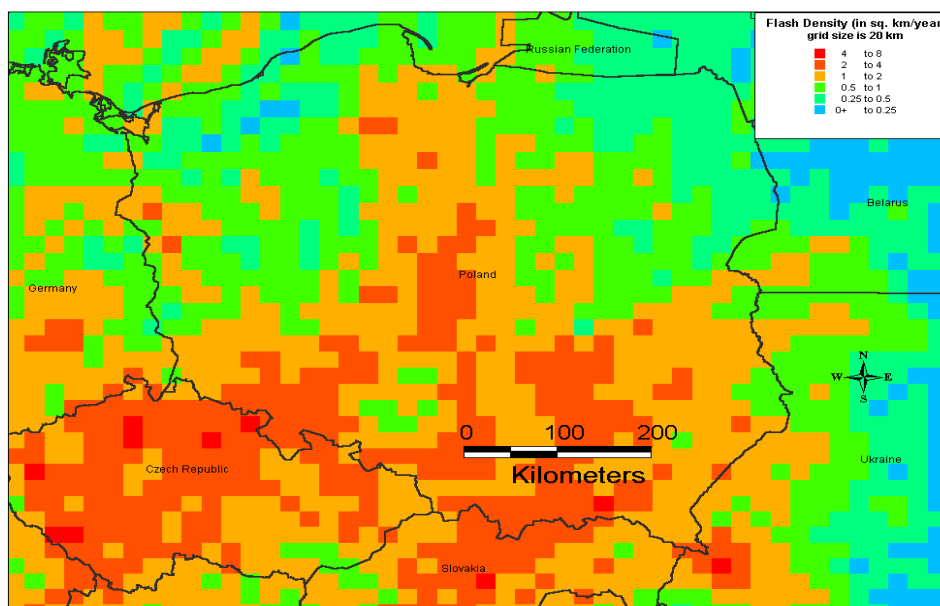 Flash Density (in sq. km/year
grid size is 20 km
4 to 8
2 to 4
1 to 2
0.5 to 1
0.25 to 0.5
0+ to 0.25
Russian Federation
Belarus
Poland
Germany
N
W E
S
0 100 200
Kilometers
Czech Republic
Ukraine
Slovakia